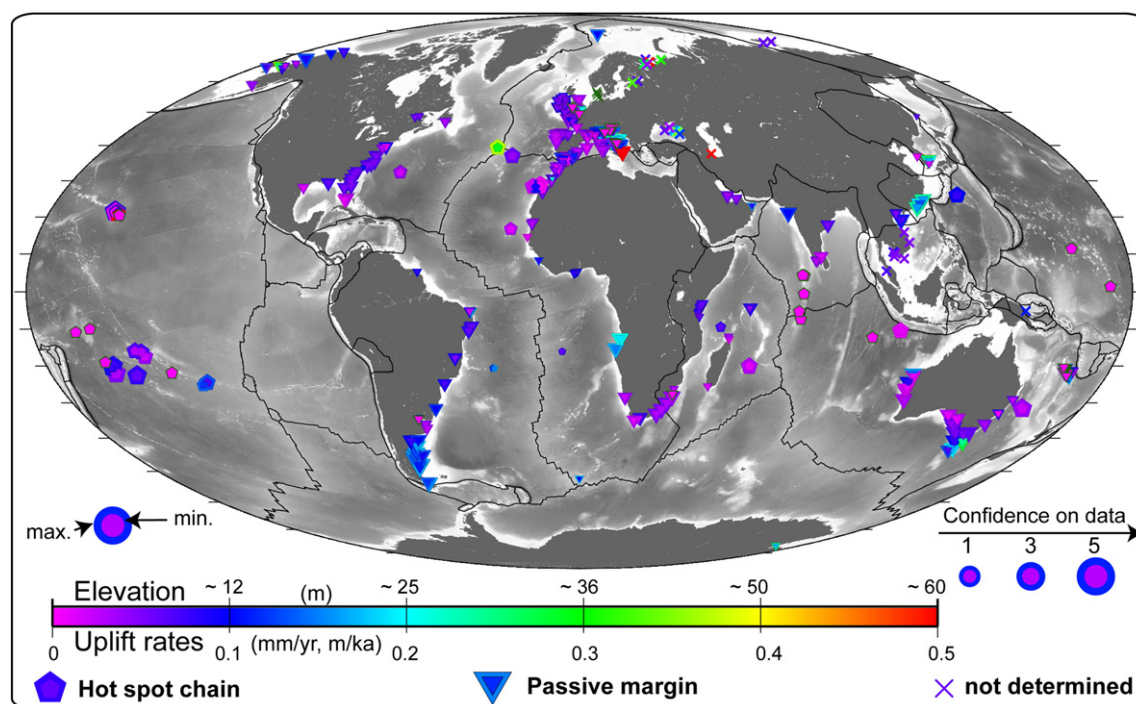 max.
min.
Confidence on data
1 3 5
Elevation ~ 12 (m) ~ 25 ~ 36 ~ 50 ~ 60
Uplift rates (mm/yr, m/ka)
0 0.1 0.2 0.3 0.4 0.5
Hot spot chain Passive margin not determined